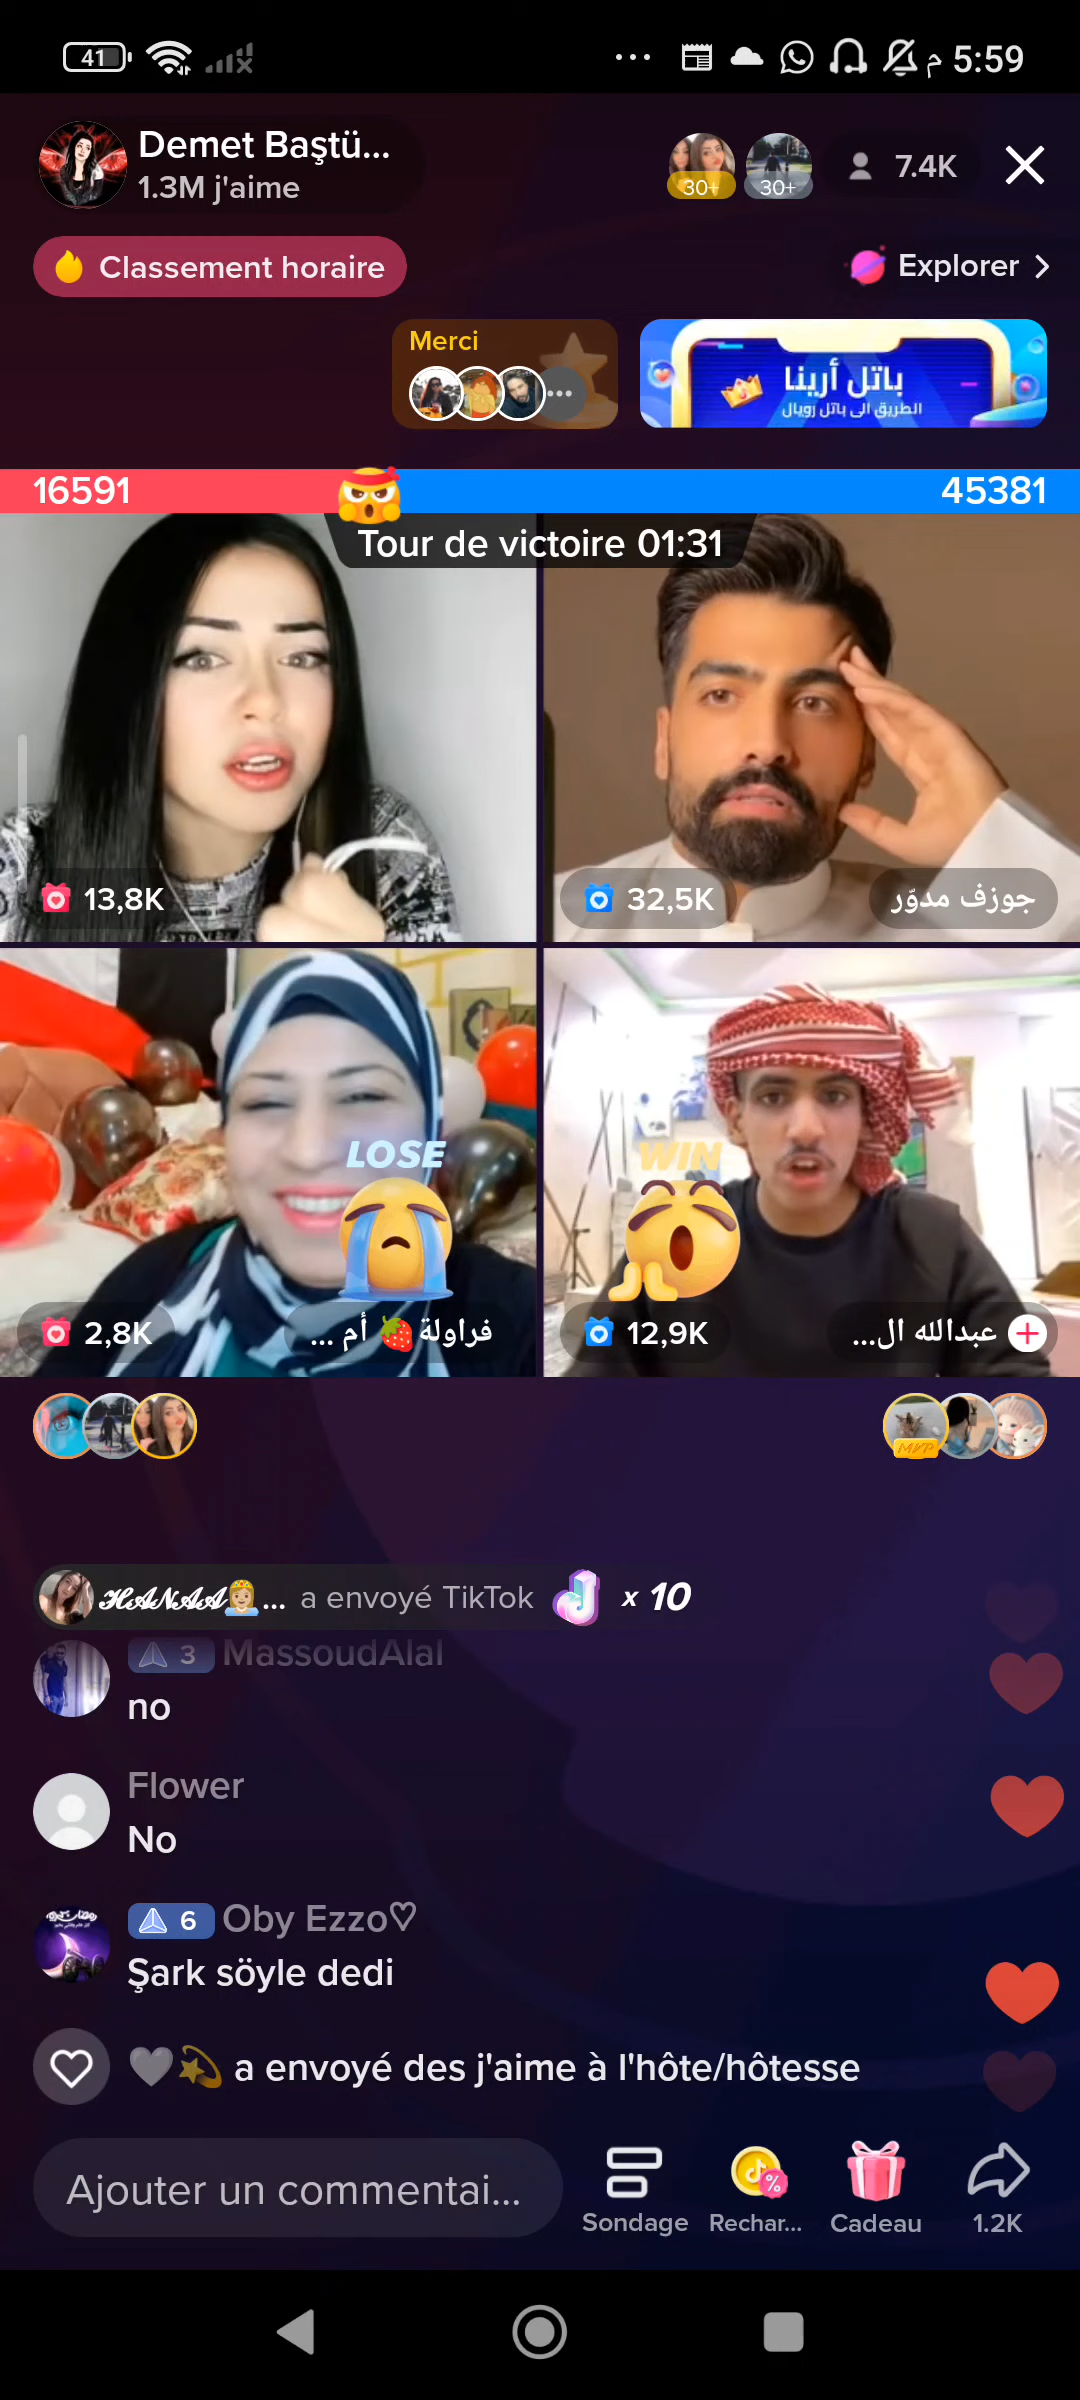 41
م 5:59
Demet Baştü...
1.3M j'aime
30+
30+
7.4K
Classement horaire
Explorer
Merci
باتل أرينا
الطريق الى باتل رويال
16591
45381
Tour de victoire 01:31
13,8K
32,5K
جوزف مدوّر
LOSE
WIN
2,8K
فراولة🍓 أم ...
12,9K
عبدالله ال...
MVP
ℋ𝒜𝒩𝒜𝒜👸🏼... a envoyé TikTok x 10
3 MassoudAlal
no
Flower
No
6 Oby Ezzo♡
Şark söyle dedi
🩶💫 a envoyé des j'aime à l'hôte/hôtesse
Ajouter un commentai...
Sondage
Rechar...
Cadeau
1.2K